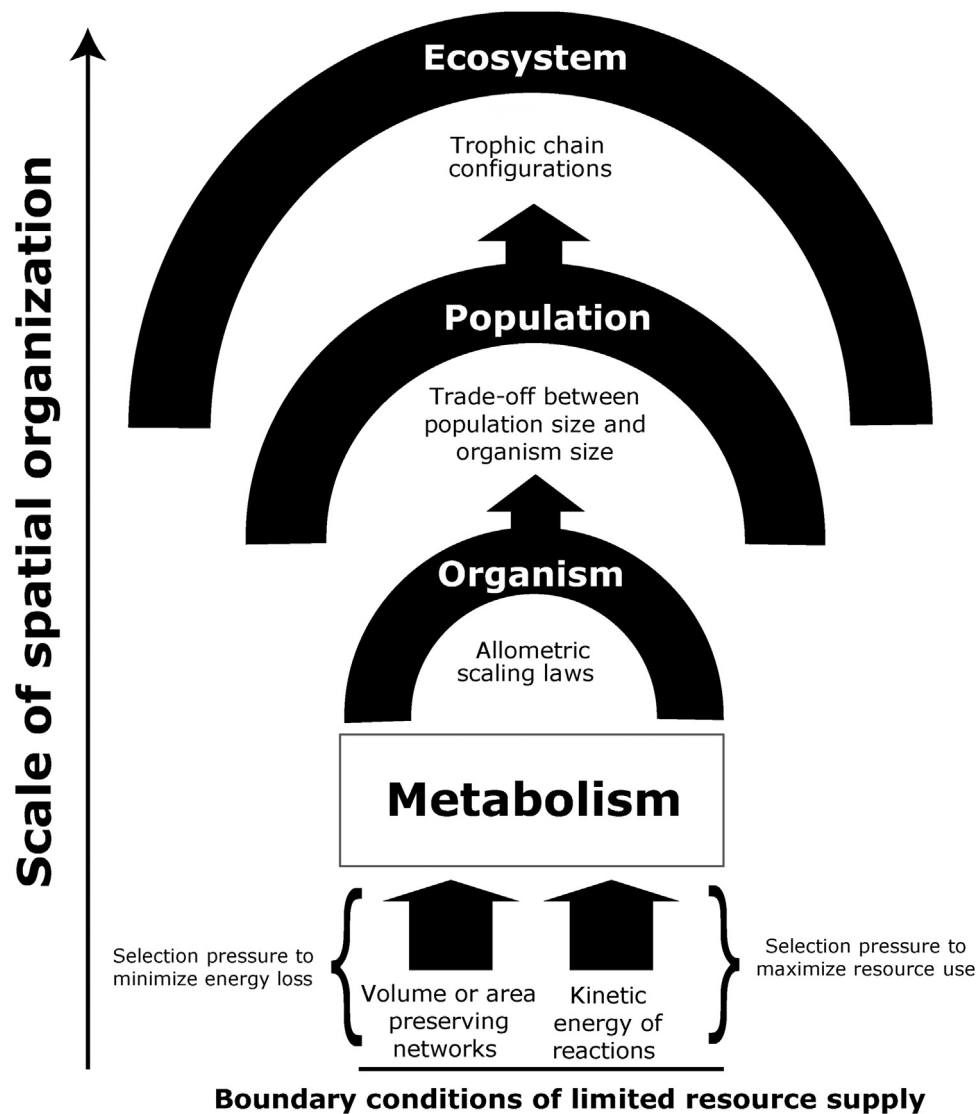 Scale of spatial organization
Ecosystem
Trophic chain
configurations
Population
Trade-off between
population size and
organism size
Organism
Allometric
scaling laws
Metabolism
Selection pressure to
minimize energy loss
Volume or area
preserving
networks
Kinetic
energy of
reactions
Selection pressure to
maximize resource use
Boundary conditions of limited resource supply